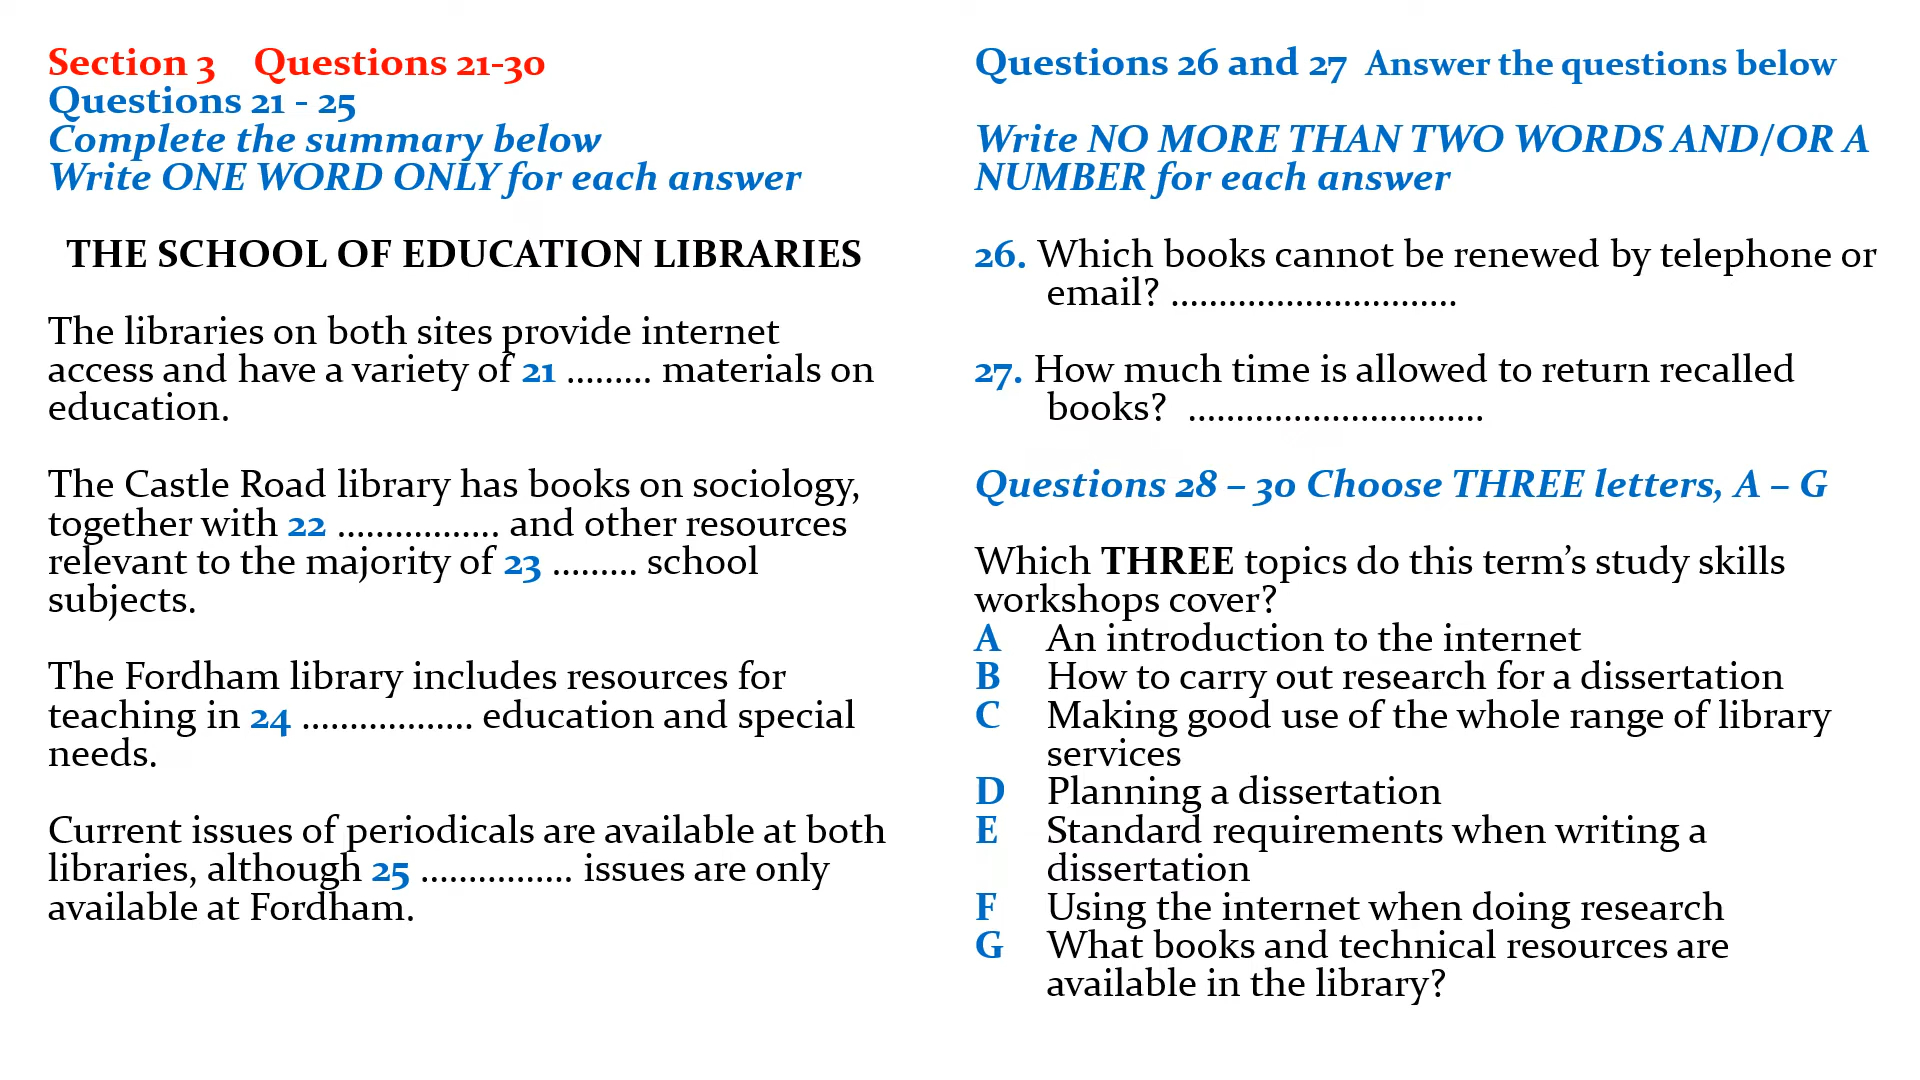 Section 3 Questions 21-30
Questions 21 - 25
Complete the summary below
Write ONE WORD ONLY for each answer
THE SCHOOL OF EDUCATION LIBRARIES
The libraries on both sites provide internet
access and have a variety of 21 ......... materials on
education.
The Castle Road library has books on sociology,
together with 22 ................. and other resources
relevant to the majority of 23 ......... school
subjects.
The Fordham library includes resources for
teaching in 24 .................. education and special
needs.
Current issues of periodicals are available at both
libraries, although 25 ................ issues are only
available at Fordham.
Questions 26 and 27 Answer the questions below
Write NO MORE THAN TWO WORDS AND/OR A
NUMBER for each answer
26. Which books cannot be renewed by telephone or
email? ..............................
27. How much time is allowed to return recalled
books? ...............................
Questions 28 – 30 Choose THREE letters, A – G
Which THREE topics do this term’s study skills
workshops cover?
A An introduction to the internet
B How to carry out research for a dissertation
C Making good use of the whole range of library
services
D Planning a dissertation
E Standard requirements when writing a
dissertation
F Using the internet when doing research
G What books and technical resources are
available in the library?